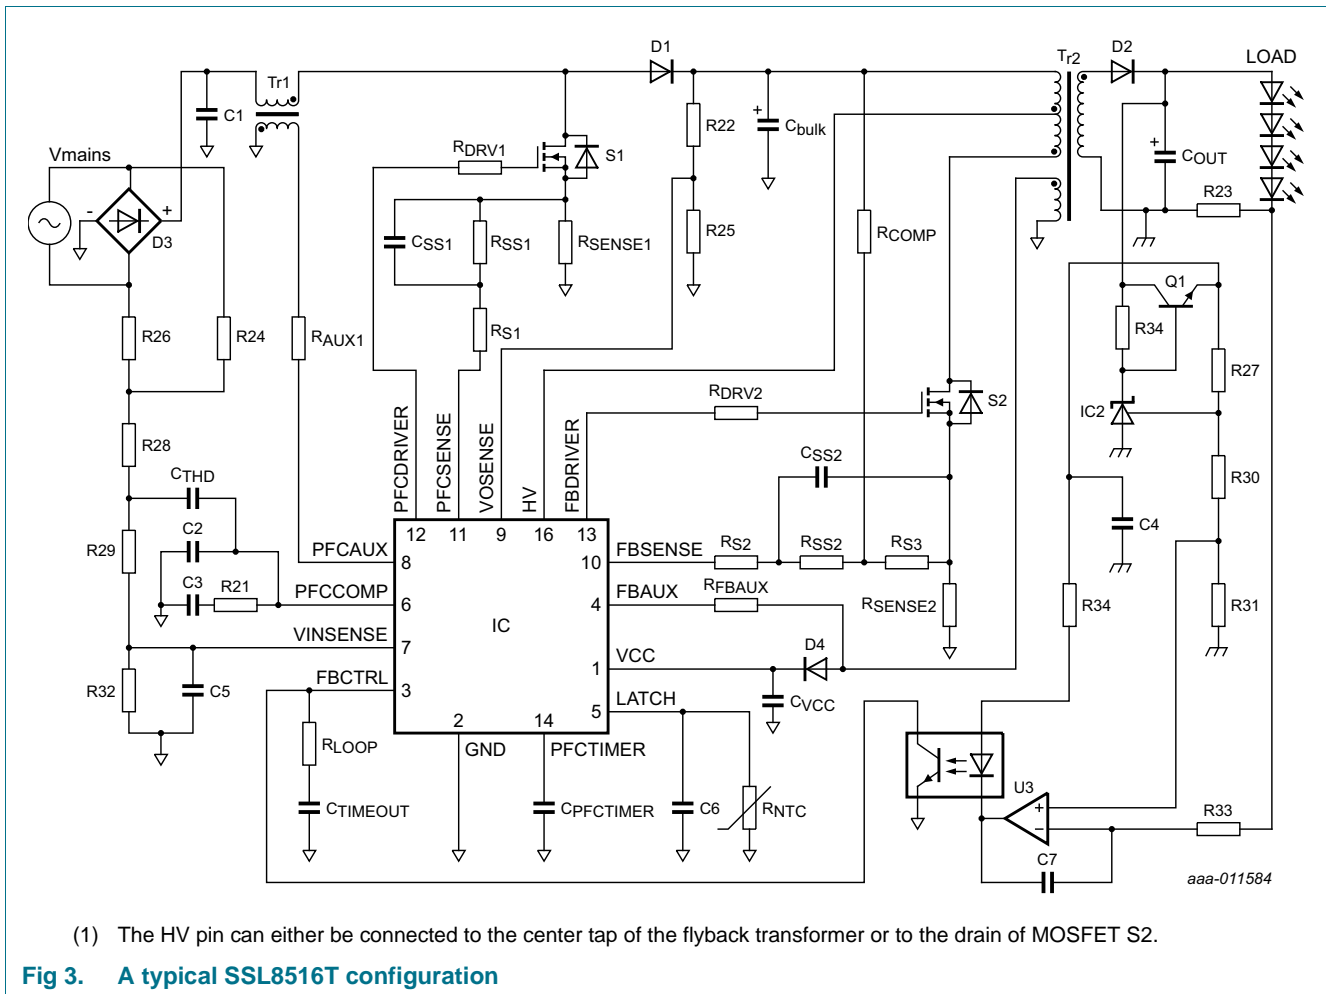 D1
Tr2
D2
LOAD
Tr1
C1
Vmains
RDRV1
S1
R22
Cbulk
COUT
R23
-
+
D3
CSS1
RSS1
RSENSE1
R25
RCOMP
Q1
R34
R26
R24
RAUX1
RS1
R27
RDRV2
S2
IC2
R28
CTHD
PFCDRIVER
PFCSENSE
VOSENSE
HV
FBDRIVER
CSS2
R30
C2
12
11
9
16
13
C4
R29
PFCAUX
8
10
FBSENSE
RS2
RSS2
RS3
C3
R21
PFCCOMP
6
4
FBAUX
RFBAUX
RSENSE2
R34
R31
IC
VINSENSE
7
1
VCC
D4
R32
C5
FBCTRL
3
5
LATCH
CVCC
2
14
GND
PFCTIMER
RLOOP
CTIMEOUT
CPFCTIMER
C6
RNTC
U3
+
−
R33
C7
aaa-011584
+
+
(1) The HV pin can either be connected to the center tap of the flyback transformer or to the drain of MOSFET S2.
Fig 3. A typical SSL8516T configuration